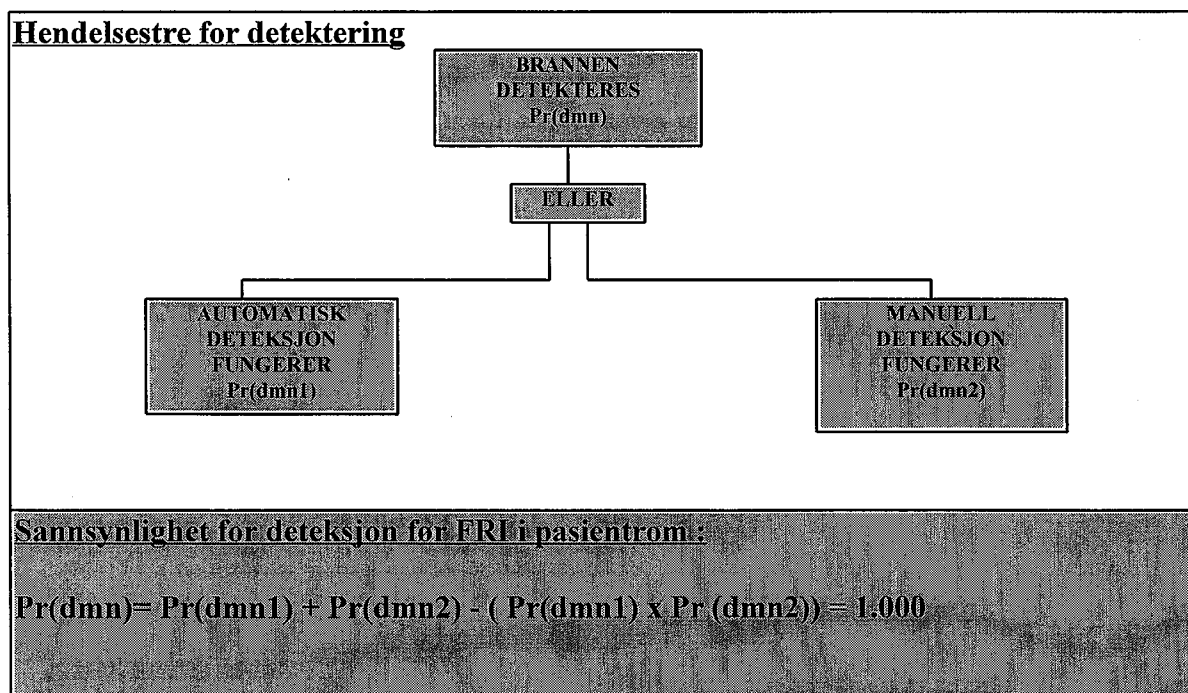 Hendelsestre for detektering
BRANNEN
DETEKTERES
Pr(dmn)
ELLER
AUTOMATISK
DETEKSJON
FUNGERER
Pr(dmn1)
MANUELL
DETEKSJON
FUNGERER
Pr(dmn2)
Sannsynlighet for deteksjon før FRI i pasientrom :
Pr(dmn)= Pr(dmn1) + Pr(dmn2) - ( Pr(dmn1) x Pr (dmn2)) = 1.000